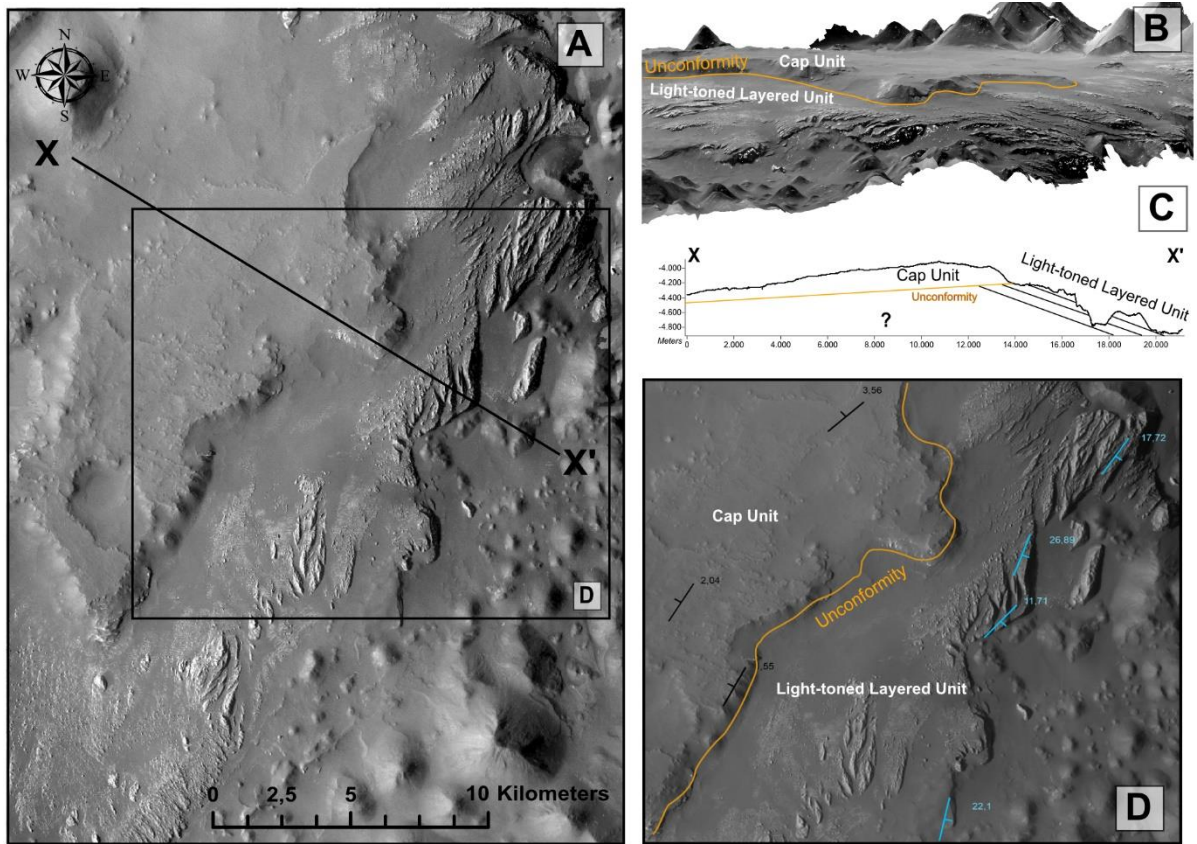 A
N
W E
S
X
X'
D
0 2,5 5 10 Kilometers
B
Unconformity
Cap Unit
Light-toned Layered Unit
C
X
X'
-4.000
-4.200
-4.400
-4.600
-4.800
Meters
Cap Unit
Unconformity
Light-toned Layered Unit
?
0 2.000 4.000 6.000 8.000 10.000 12.000 14.000 16.000 18.000 20.000
3,56
17,72
Cap Unit
26,89
2,04
Unconformity
11,71
,55
Light-toned Layered Unit
22,1
D